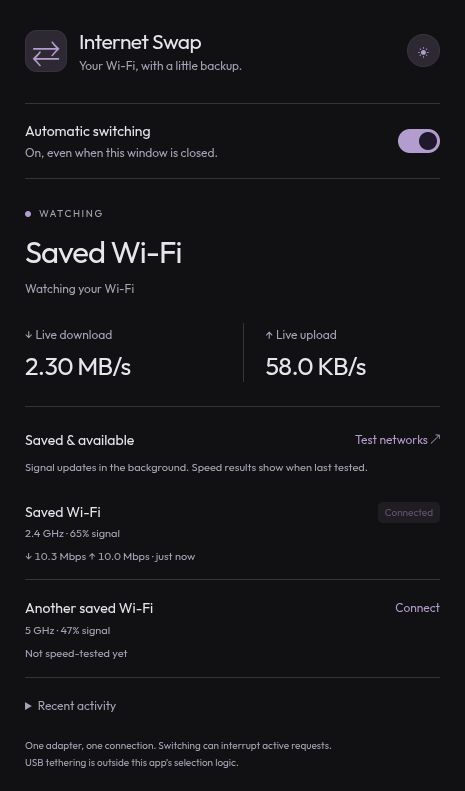 Internet Swap
Your Wi-Fi, with a little backup.
Automatic switching
On, even when this window is closed.
WATCHING
Saved Wi-Fi
Watching your Wi-Fi
↓ Live download
↑ Live upload
2.30 MB/s
58.0 KB/s
Saved & available
Test networks ↗
Signal updates in the background. Speed results show when last tested.
Saved Wi-Fi
Connected
2.4 GHz · 65% signal
↓ 10.3 Mbps ↑ 10.0 Mbps · just now
Another saved Wi-Fi
Connect
5 GHz · 47% signal
Not speed-tested yet
▶ Recent activity
One adapter, one connection. Switching can interrupt active requests.
USB tethering is outside this app's selection logic.